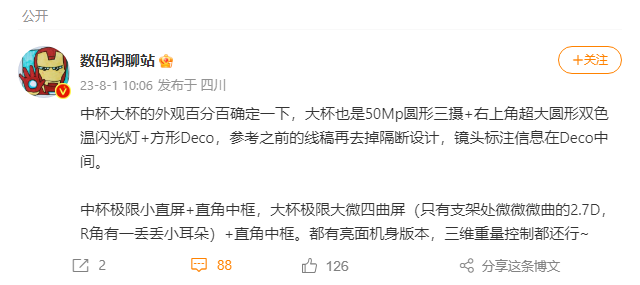 公开
数码闲聊站
+关注
23-8-1 10:06 发布于 四川
中杯大杯的外观百分百确定一下，大杯也是50Mp圆形三摄+右上角超大圆形双色
温闪光灯+方形Deco，参考之前的线稿再去掉隔断设计，镜头标注信息在Deco中
间。
中杯极限小直屏+直角中框，大杯极限大微四曲屏（只有支架处微微微曲的2.7D，
R角有一丢丢小耳朵）+直角中框。都有亮面机身版本，三维重量控制都还行~
2
88
126
分享这条博文